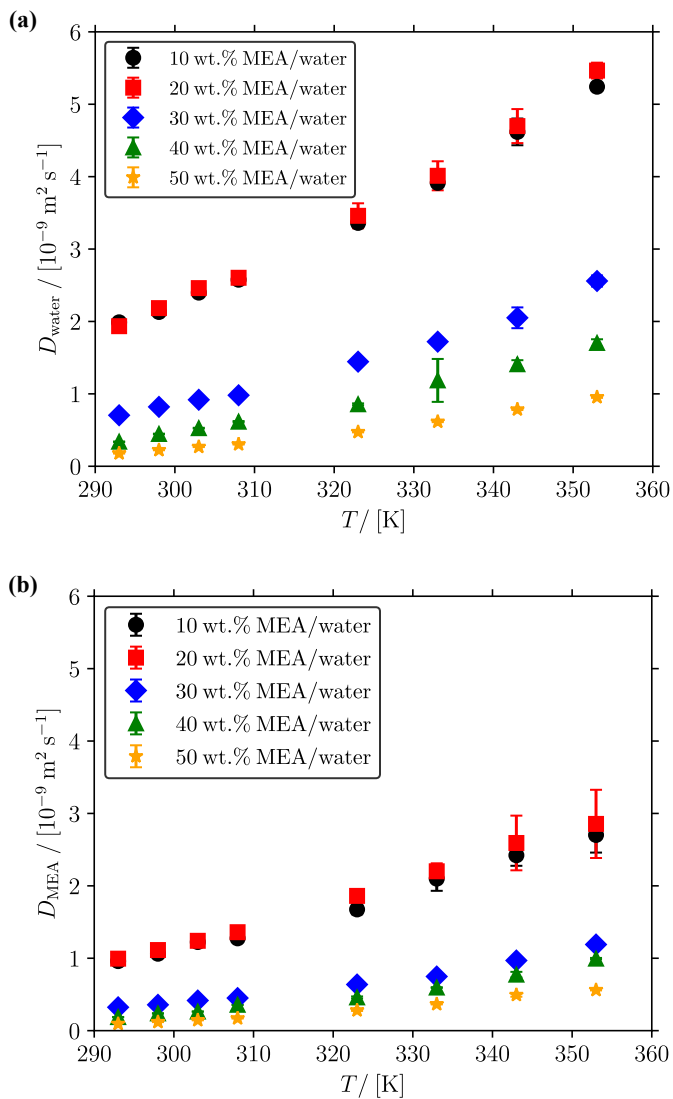 (a)
6
5
4
3
2
1
0
D_water / [10⁻⁹ m² s⁻¹]
10 wt.% MEA/water
20 wt.% MEA/water
30 wt.% MEA/water
40 wt.% MEA/water
50 wt.% MEA/water
290 300 310 320 330 340 350 360
T / [K]
(b)
6
5
4
3
2
1
0
D_MEA / [10⁻⁹ m² s⁻¹]
10 wt.% MEA/water
20 wt.% MEA/water
30 wt.% MEA/water
40 wt.% MEA/water
50 wt.% MEA/water
290 300 310 320 330 340 350 360
T / [K]